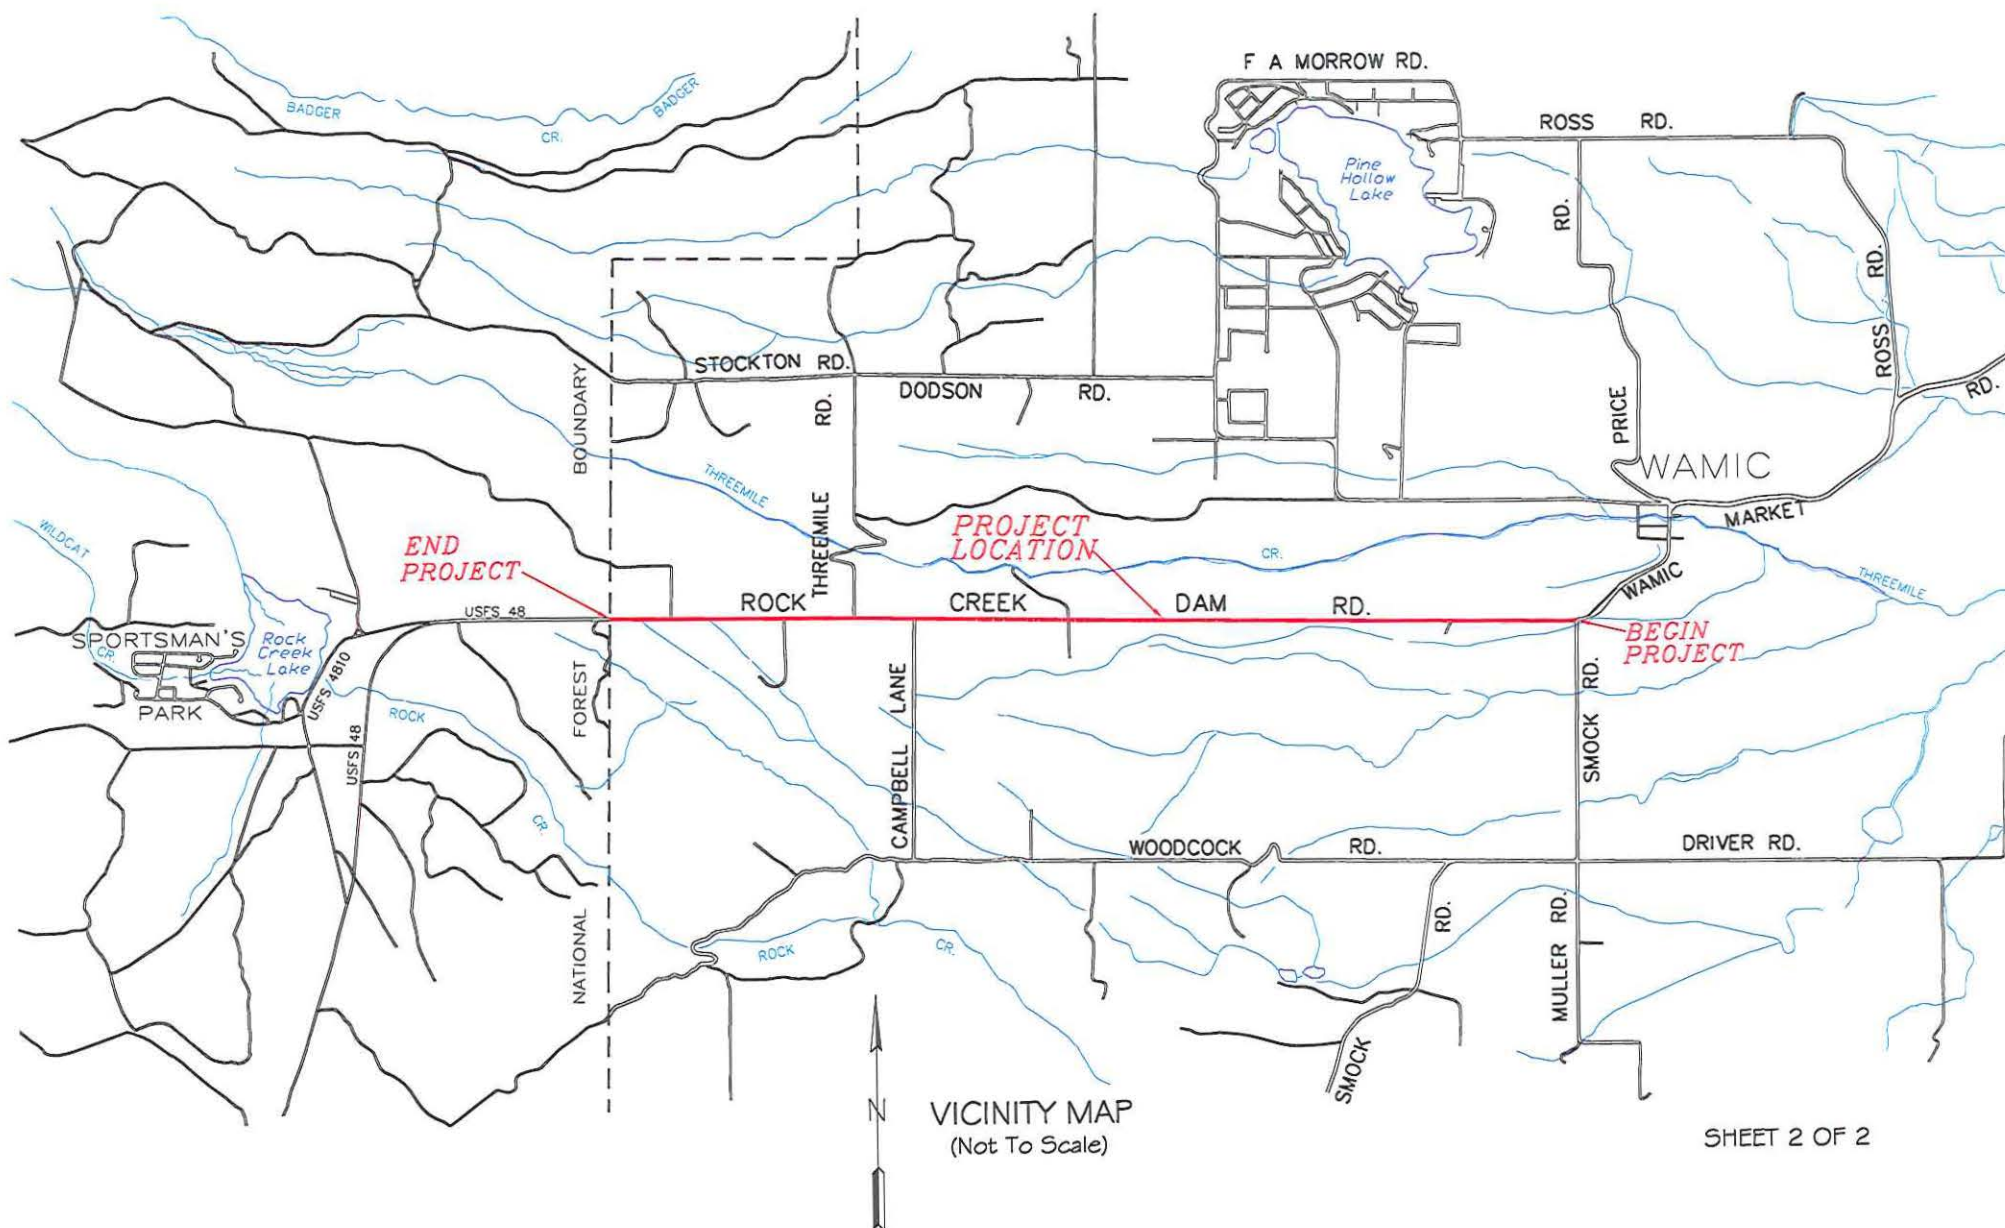 F A MORROW RD.
BADGER
CR.
BADGER
ROSS RD.
Pine
Hollow
Lake
RD.
ROSS RD.
STOCKTON RD.
DODSON RD.
RD.
BOUNDARY
RD.
PRICE
WAMIC
THREEMILE
MARKET
WILDCAT
END
PROJECT
THREEMILE
PROJECT
LOCATION
CR.
WAMIC
THREEMILE
USFS 48
ROCK CREEK DAM RD.
SPORTSMAN'S
CR.
Rock
Creek
Lake
BEGIN
PROJECT
USFS 4810
PARK
ROCK
FOREST
CAMPBELL LANE
SMOCK RD.
USFS 48
CR.
WOODCOCK RD.
DRIVER RD.
NATIONAL
ROCK
CR.
RD.
MULLER RD.
SMOCK
N
VICINITY MAP
(Not To Scale)
SHEET 2 OF 2